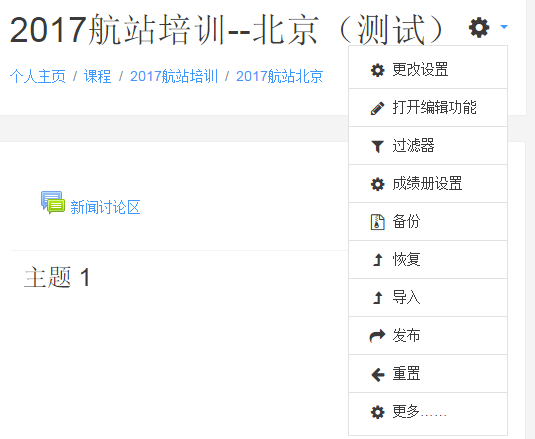 2017航站培训--北京（测试）
个人主页 / 课程 / 2017航站培训 / 2017航站北京
更改设置
打开编辑功能
过滤器
成绩册设置
备份
恢复
导入
发布
重置
更多……
新闻讨论区
主题 1